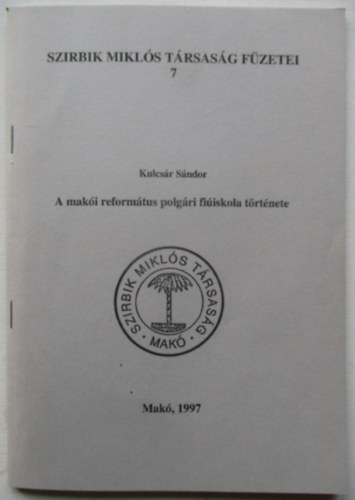 SZIRBIK MIKLÓS TÁRSASÁG FÜZETEI
7
Kulcsár Sándor
A makói református polgári fiúiskola története
SZIRBIK MIKLÓS TÁRSASÁG
· MAKÓ ·
Makó, 1997